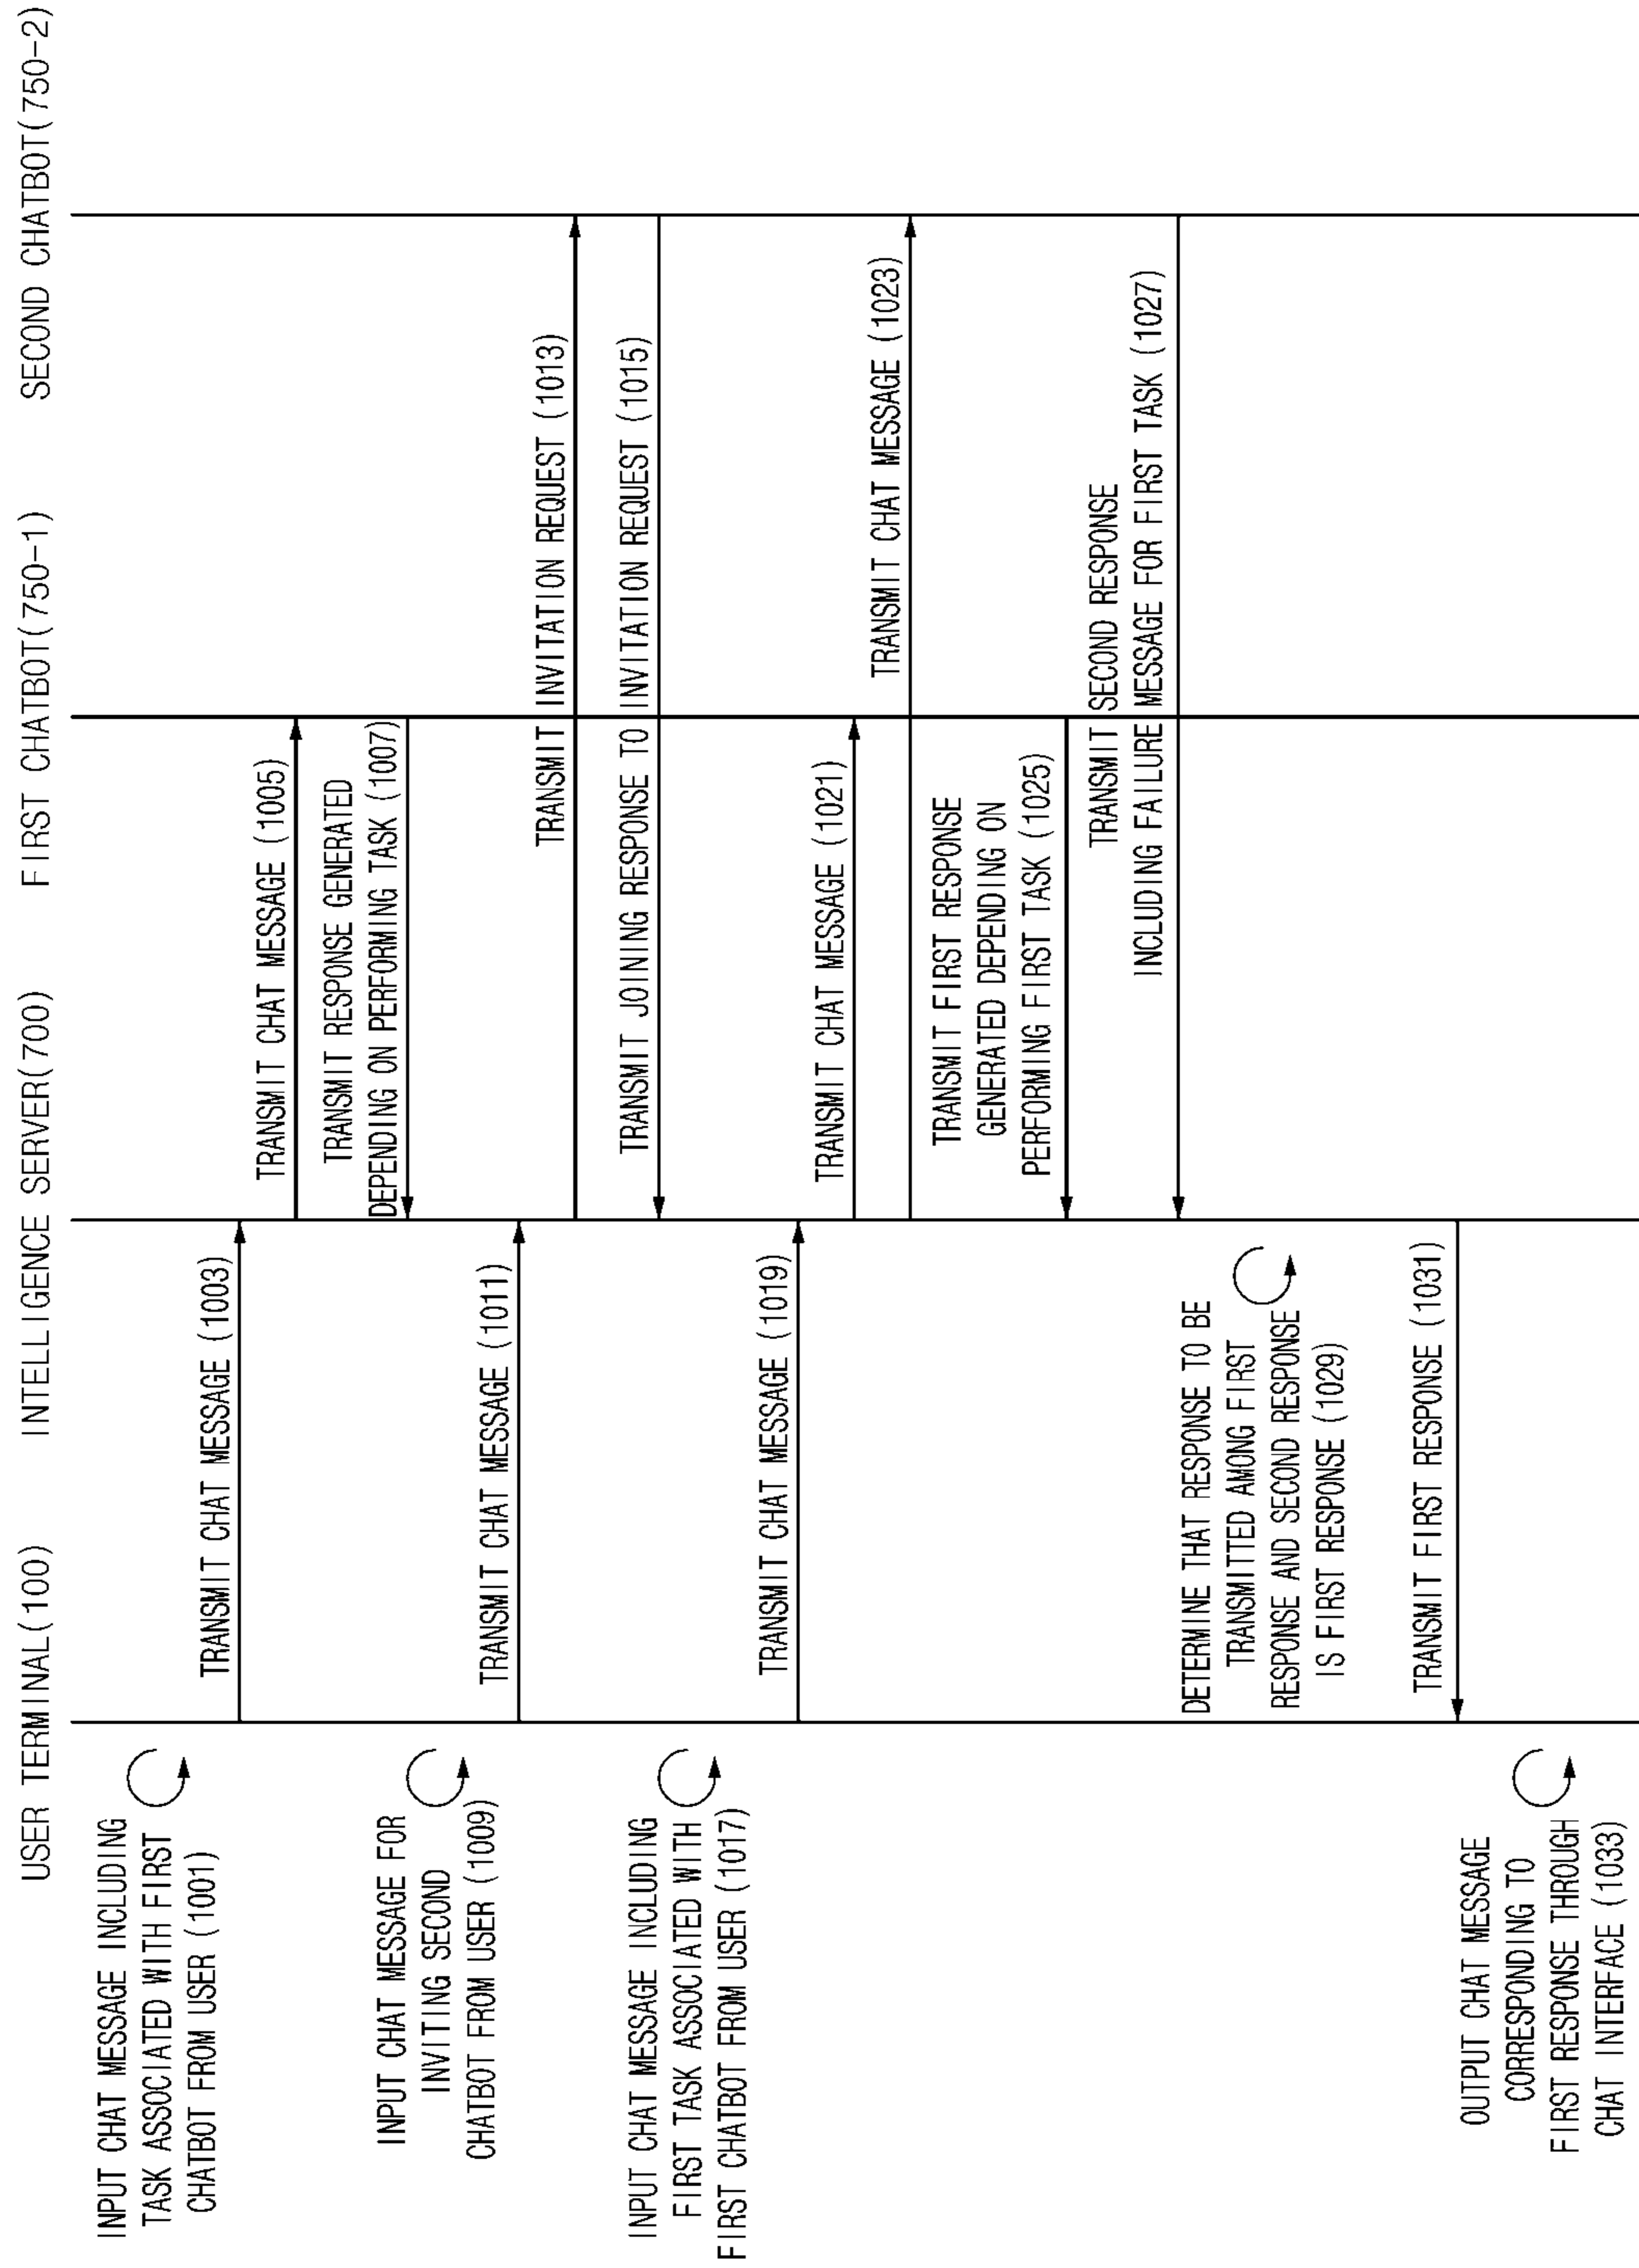 USER TERMINAL(100)
INTELLIGENCE SERVER(700)
FIRST CHATBOT(750-1)
SECOND CHATBOT(750-2)
INPUT CHAT MESSAGE INCLUDING
TASK ASSOCIATED WITH FIRST
CHATBOT FROM USER (1001)
TRANSMIT CHAT MESSAGE (1003)
TRANSMIT CHAT MESSAGE (1005)
TRANSMIT RESPONSE GENERATED
DEPENDING ON PERFORMING TASK (1007)
INPUT CHAT MESSAGE FOR
INVITING SECOND
CHATBOT FROM USER (1009)
TRANSMIT CHAT MESSAGE (1011)
TRANSMIT INVITATION REQUEST (1013)
TRANSMIT JOINING RESPONSE TO INVITATION REQUEST (1015)
INPUT CHAT MESSAGE INCLUDING
FIRST TASK ASSOCIATED WITH
FIRST CHATBOT FROM USER (1017)
TRANSMIT CHAT MESSAGE (1019)
TRANSMIT CHAT MESSAGE (1021)
TRANSMIT CHAT MESSAGE (1023)
TRANSMIT FIRST RESPONSE
GENERATED DEPENDING ON
PERFORMING FIRST TASK (1025)
TRANSMIT SECOND RESPONSE
INCLUDING FAILURE MESSAGE FOR FIRST TASK (1027)
DETERMINE THAT RESPONSE TO BE
TRANSMITTED AMONG FIRST
RESPONSE AND SECOND RESPONSE
IS FIRST RESPONSE (1029)
TRANSMIT FIRST RESPONSE (1031)
OUTPUT CHAT MESSAGE
CORRESPONDING TO
FIRST RESPONSE THROUGH
CHAT INTERFACE (1033)